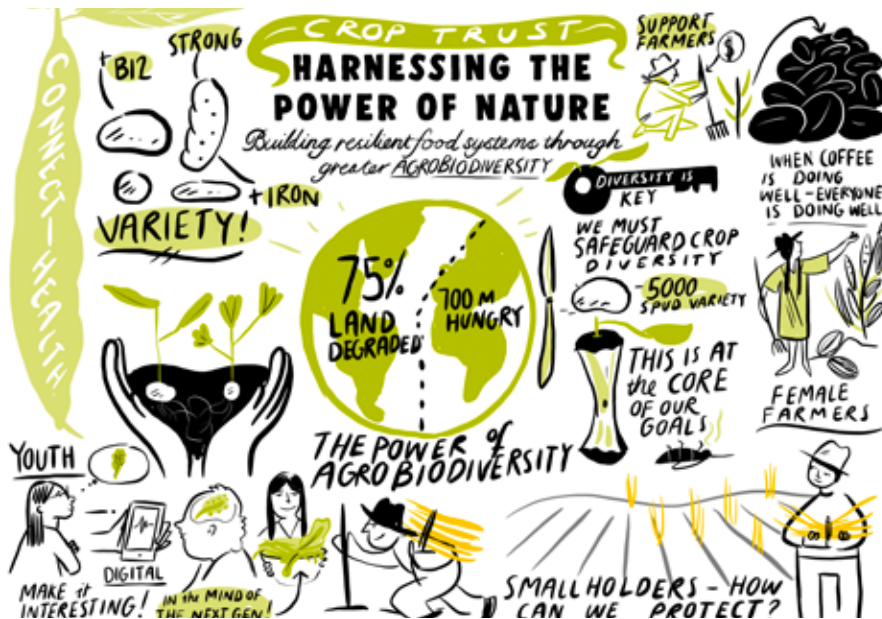 CROP TRUST
HARNESSING THE
POWER OF NATURE
Building resilient food systems through
greater AGROBIODIVERSITY
CONNECT-HEALTH
+B12
STRONG
+IRON
VARIETY!
75%
LAND
DEGRADED
700 M
HUNGRY
THE POWER of
AGROBIODIVERSITY
SUPPORT
FARMERS
$
DIVERSITY IS
KEY
WE MUST
SAFEGUARD CROP
DIVERSITY
-5000
SPUD VARIETY
THIS IS AT
the CORE
OF OUR
GOALS
WHEN COFFEE
IS DOING
WELL-EVERYONE
IS DOING WELL
FEMALE
FARMERS
YOUTH
DIGITAL
MAKE it
INTERESTING!
IN the MIND OF
THE NEXT GEN!
SMALLHOLDERS - HOW
CAN WE PROTECT?